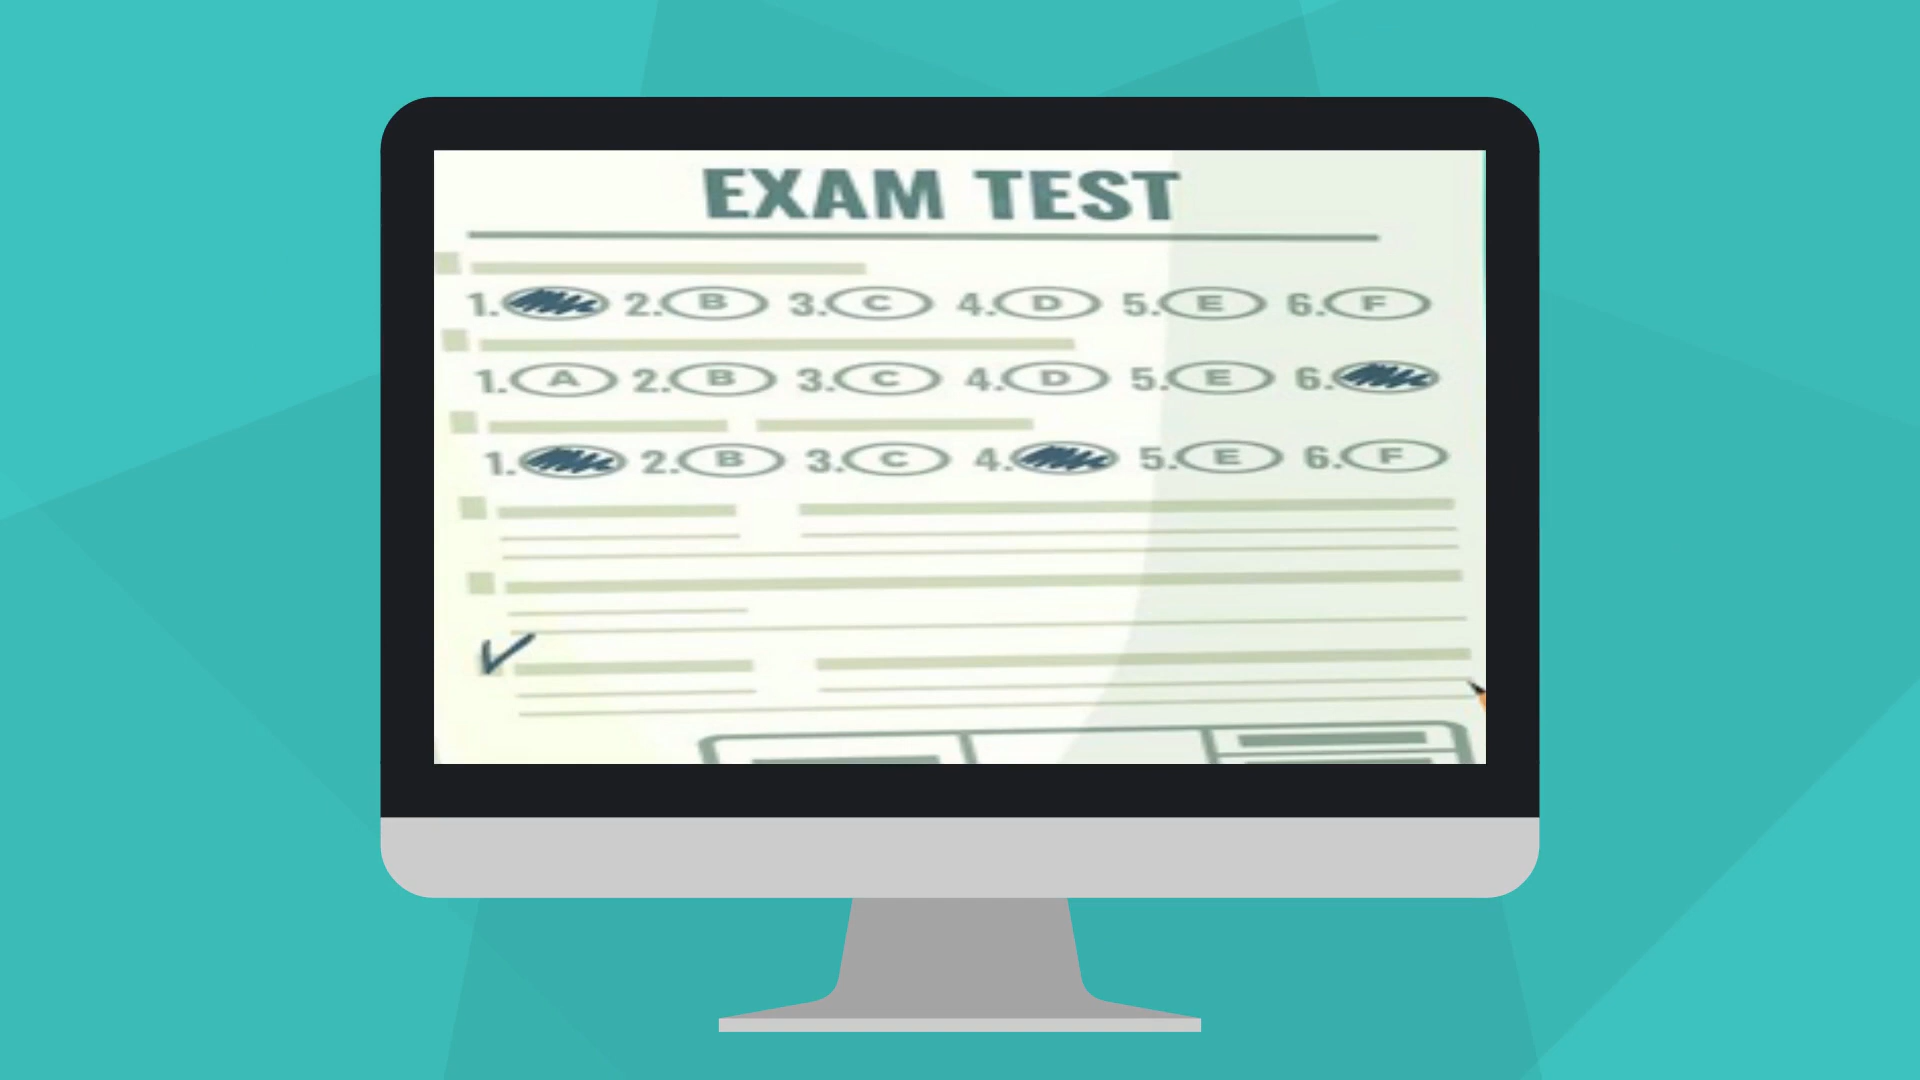 EXAM TEST
1. 2. B 3. C 4. D 5. E 6. F
1. A 2. B 3. C 4. D 5. E 6.
1. 2. B 3. C 4. 5. E 6. F